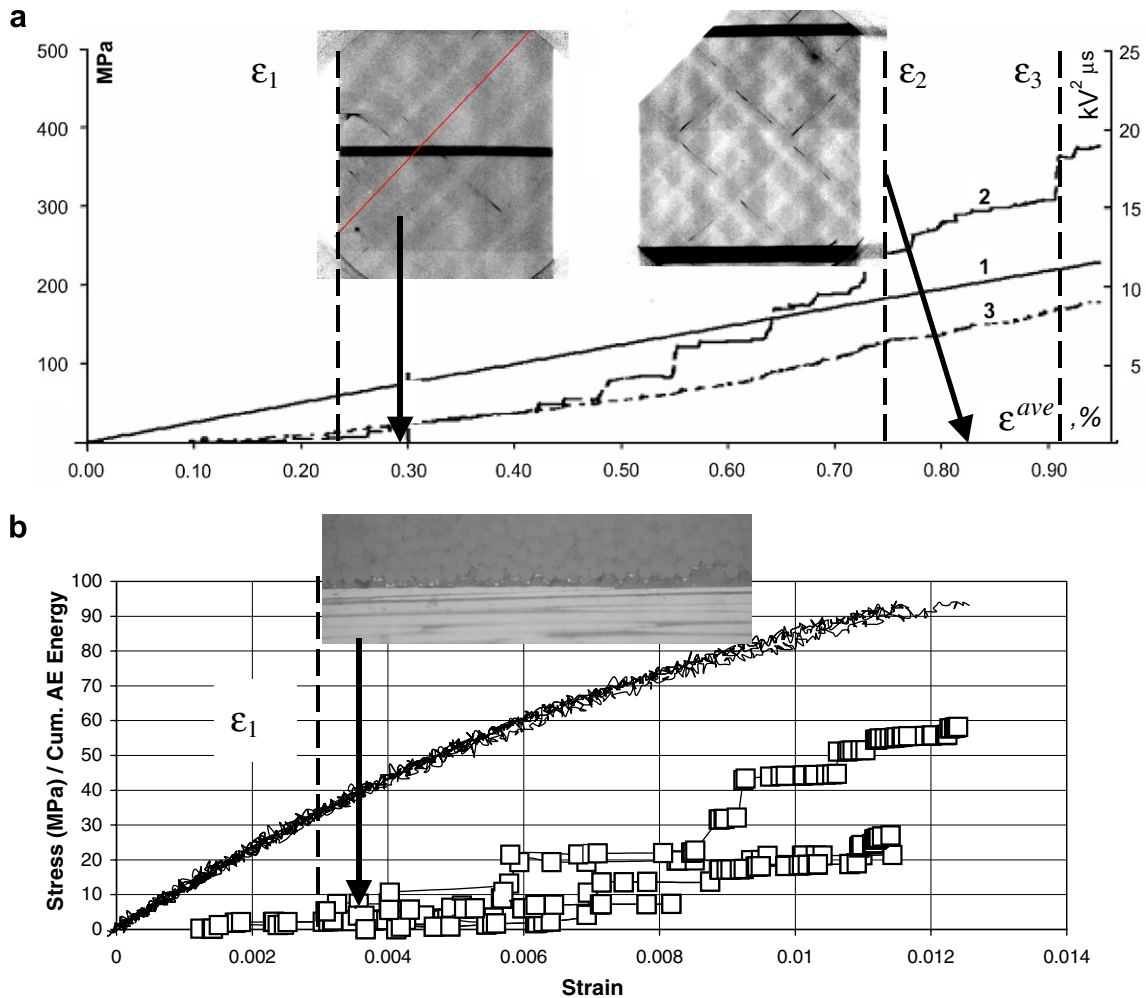 a
500
400
300
200
100
MPa
ε1
ε2
ε3
25
20
15
10
5
kV2 μs
2
1
3
εave ,%
0.00 0.10 0.20 0.30 0.40 0.50 0.60 0.70 0.80 0.90
b
100
90
80
70
60
50
40
30
20
10
0
Stress (MPa) / Cum. AE Energy
ε1
0 0.002 0.004 0.006 0.008 0.01 0.012 0.014
Strain